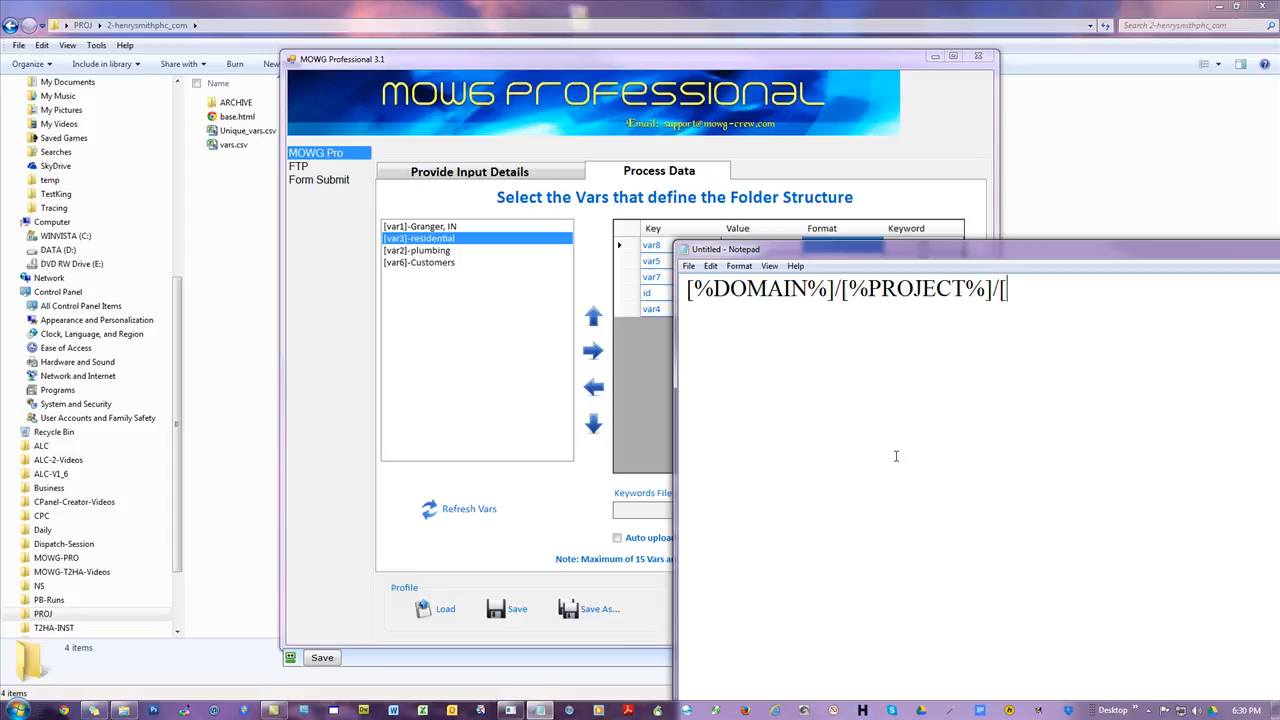 PROJ
2-henrysmithphc_com
Search 2-henrysmithphc_com
File Edit View Tools Help
Organize Include in library Share with Burn New
My Documents
My Music
My Pictures
My Videos
Saved Games
Searches
SkyDrive
temp
TestKing
Tracing
Computer
WINVISTA (C:)
DATA (D:)
DVD RW Drive (E:)
Network
Control Panel
All Control Panel Items
Appearance and Personalization
Clock, Language, and Region
Ease of Access
Hardware and Sound
Network and Internet
Programs
System and Security
User Accounts and Family Safety
Recycle Bin
ALC
ALC-2-Videos
ALC-V1_6
Business
CPanel-Creator-Videos
CPC
Daily
Dispatch-Session
MOWG-PRO
MOWG-T2HA-Videos
NS
PB-Runs
PROJ
T2HA-INST
4 items
4 items
Name
ARCHIVE
base.html
Unique_vars.csv
vars.csv
MOWG Professional 3.1
MOWG PROFESSIONAL
Email: support@mowg-crew.com
MOWG Pro
FTP
Form Submit
Provide Input Details
Process Data
Select the Vars that define the Folder Structure
[var1]-Granger, IN
[var3]-residential
[var2]-plumbing
[var6]-Customers
Key Value Format Keyword
var8
var5
var7
id
var4
Refresh Vars
Keywords File
Auto uploa
Note: Maximum of 15 Vars a
Profile
Load
Save
Save As...
Save
Untitled - Notepad
File Edit Format View Help
[%DOMAIN%]/[%PROJECT%]/[
Desktop
6:30 PM